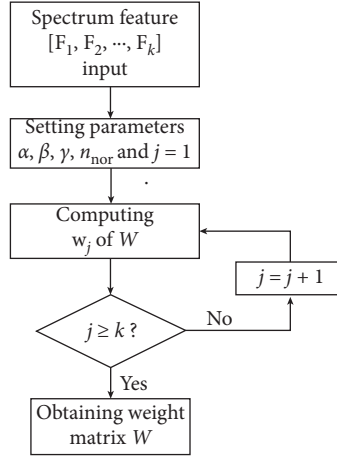 Spectrum feature
[F₁, F₂, ···, Fₖ]
input
Setting parameters
α, β, γ, n_nor and j = 1
.
Computing
wⱼ of W
j = j + 1
j ≥ k ?
No
Yes
Obtaining weight
matrix W